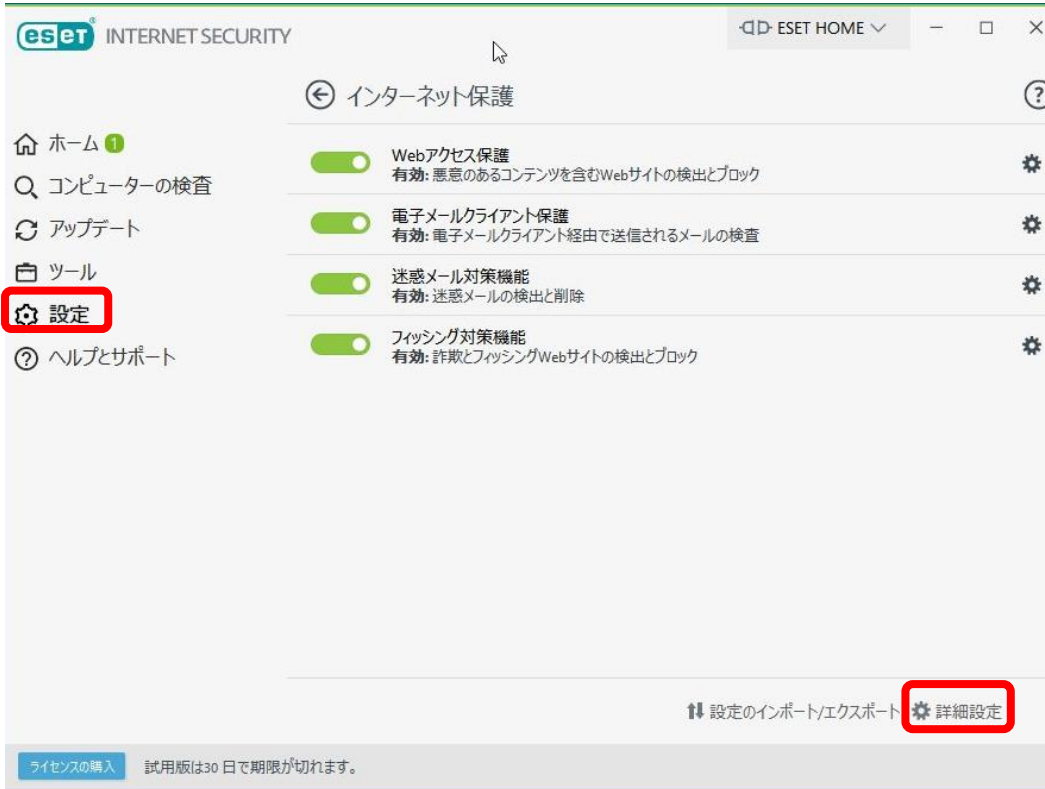 eset INTERNET SECURITY
ESET HOME
インターネット保護
ホーム 1
コンピューターの検査
アップデート
ツール
設定
ヘルプとサポート
Webアクセス保護
有効: 悪意のあるコンテンツを含むWebサイトの検出とブロック
電子メールクライアント保護
有効: 電子メールクライアント経由で送信されるメールの検査
迷惑メール対策機能
有効: 迷惑メールの検出と削除
フィッシング対策機能
有効: 詐欺とフィッシングWebサイトの検出とブロック
設定のインポート/エクスポート 詳細設定
ライセンスの購入 試用版は30 日で期限が切れます。